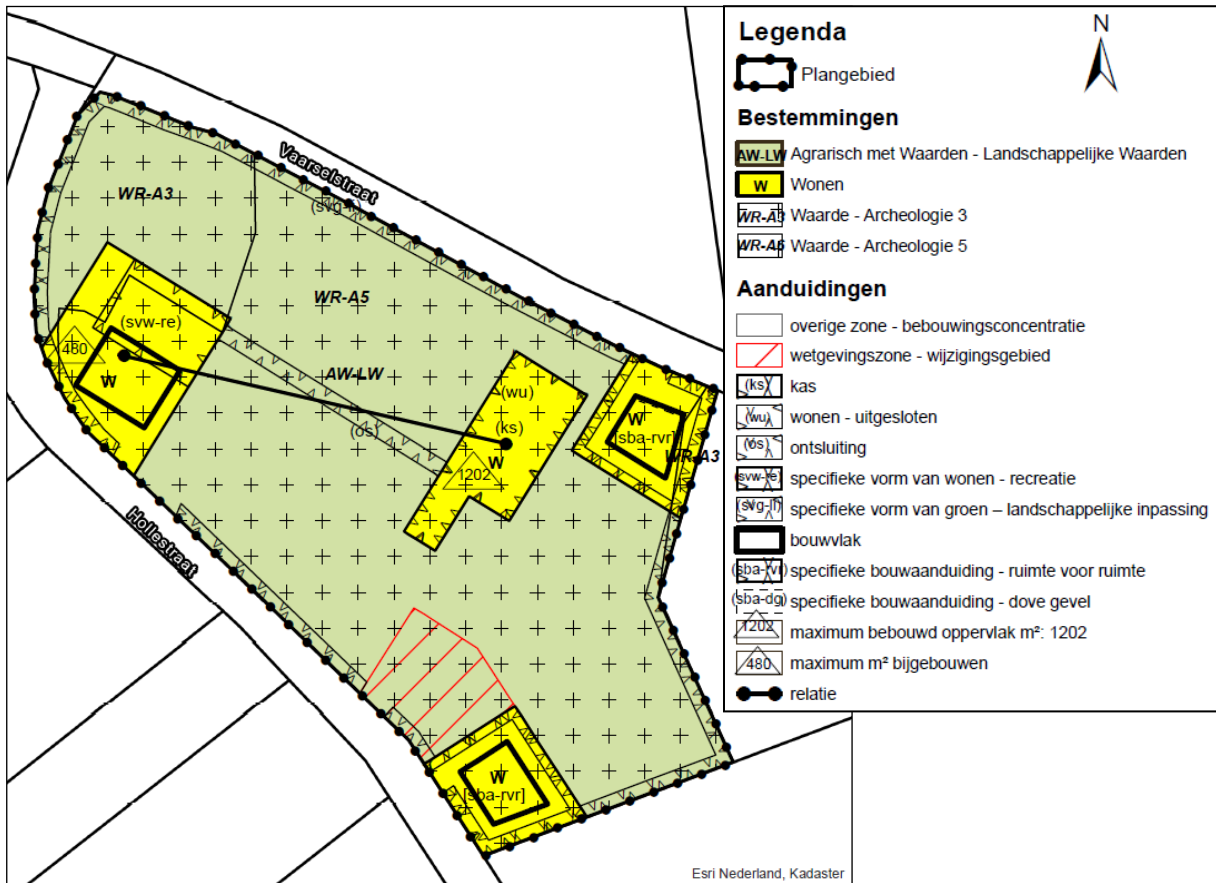 Legenda
N
Plangebied
Bestemmingen
AW-LW Agrarisch met Waarden - Landschappelijke Waarden
W Wonen
WR-A3 Waarde - Archeologie 3
WR-A5 Waarde - Archeologie 5
Aanduidingen
overige zone - bebouwingsconcentratie
wetgevingszone - wijzigingsgebied
(ks) kas
(wu) wonen - uitgesloten
(os) ontsluiting
(svw-re) specifieke vorm van wonen - recreatie
(svg-li) specifieke vorm van groen – landschappelijke inpassing
bouwvlak
(sba-rvr) specifieke bouwaanduiding - ruimte voor ruimte
(sba-dg) specifieke bouwaanduiding - dove gevel
1202 maximum bebouwd oppervlak m²: 1202
480 maximum m² bijgebouwen
relatie
Vaarselstraat
WR-A3
(svg-li)
WR-A5
(svw-re)
480
W
AW-LW
(wu)
(os)
(ks)
W
1202
W
[sba-rvr]
WR-A3
Hollestraat
W
[sba-rvr]
Esri Nederland, Kadaster